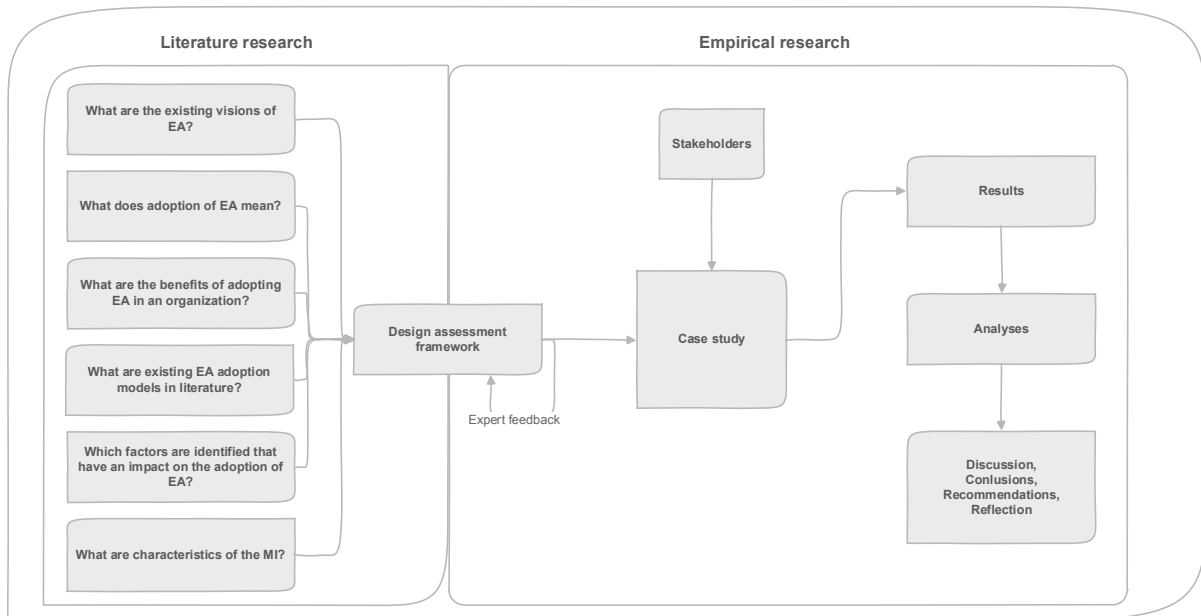 Literature research
Empirical research
What are the existing visions of
EA?
What does adoption of EA mean?
What are the benefits of adopting
EA in an organization?
What are existing EA adoption
models in literature?
Which factors are identified that
have an impact on the adoption of
EA?
What are characteristics of the MI?
Design assessment
framework
Expert feedback
Stakeholders
Case study
Results
Analyses
Discussion,
Conlusions,
Recommendations,
Reflection